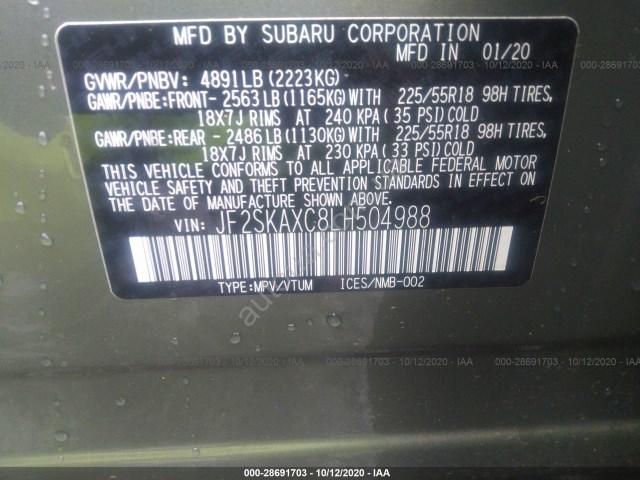 MFD BY SUBARU CORPORATION
MFD IN 01/20
GVWR/PNBV: 4891LB(2223KG)
GAWR/PNBE:FRONT- 2563LB(1165KG)WITH 225/55R18 98H TIRES,
18X7J RIMS AT 240 KPA( 35 PSI)COLD
GAWR/PNBE:REAR - 2486LB(1130KG)WITH 225/55R18 98H TIRES,
18X7J RIMS AT 230 KPA( 33 PSI)COLD
THIS VEHICLE CONFORMS TO ALL APPLICABLE FEDERAL MOTOR
VEHICLE SAFETY AND THEFT PREVENTION STANDARDS IN EFFECT ON
THE DATE OF MANUFACTURE SHOWN ABOVE.
VIN: JF2SKAXC8LH504988
TYPE:MPV/VTUM ICES/NMB-002
000-28691703 - 10/12/2020 - IAA